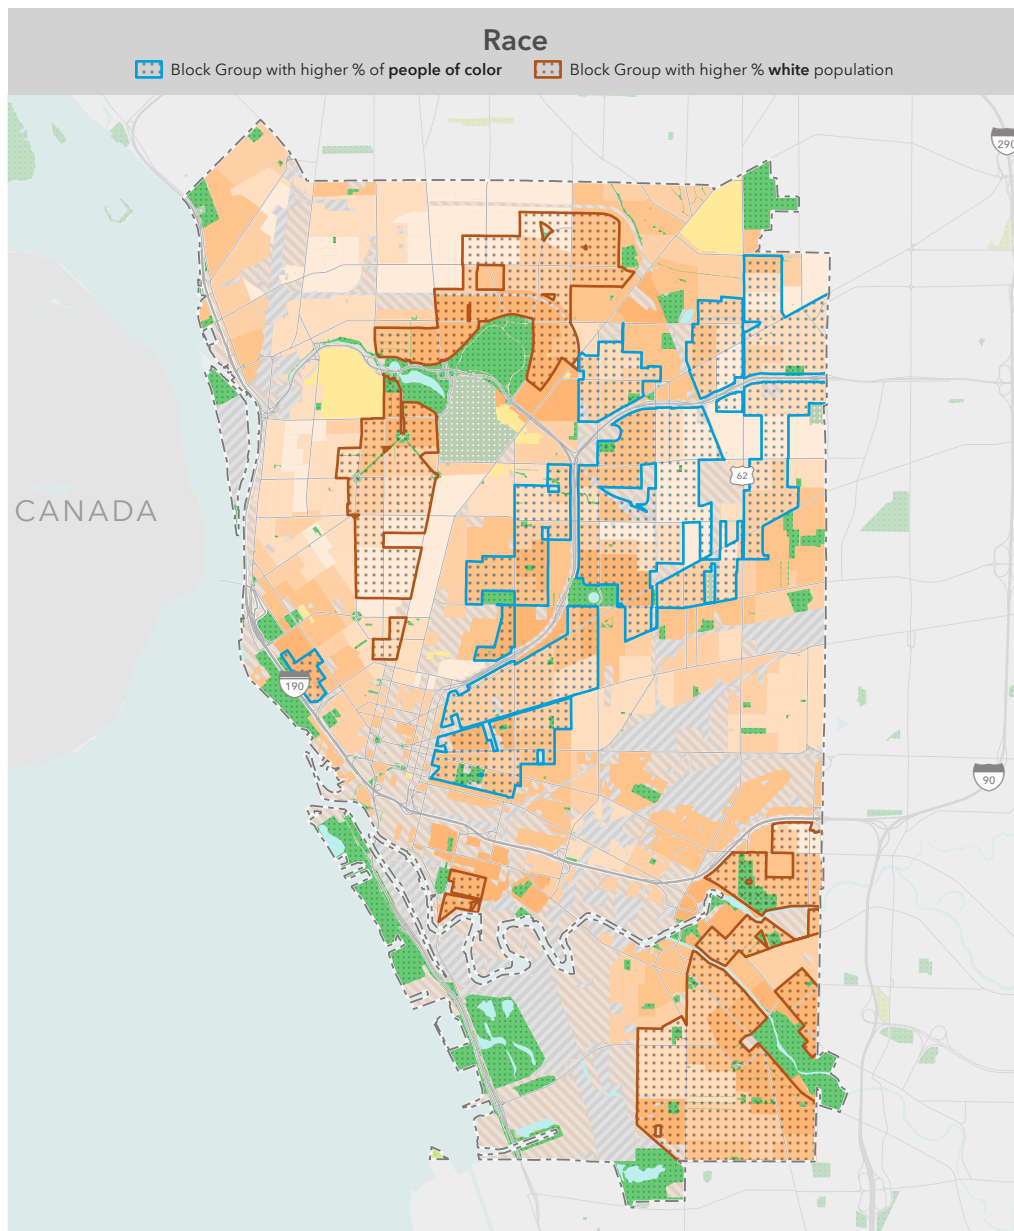 Race
Block Group with higher % of people of color
Block Group with higher % white population
290
62
CANADA
190
90